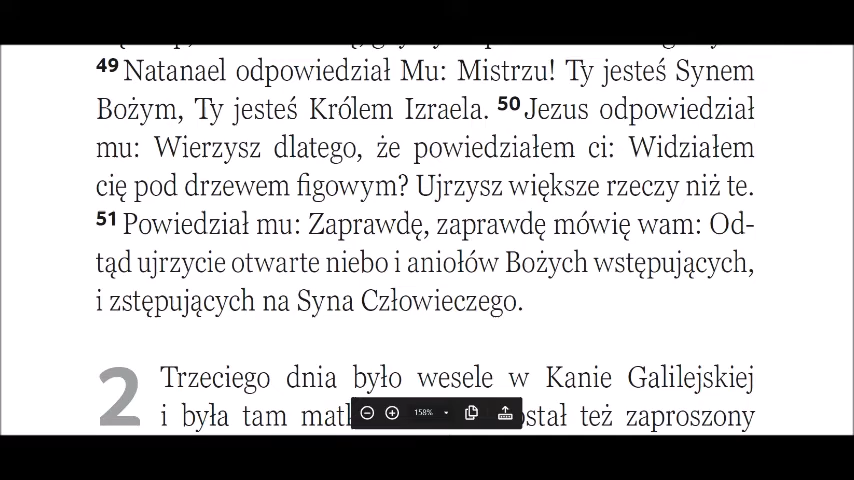 49 Natanael odpowiedział Mu: Mistrzu! Ty jesteś Synem
Bożym, Ty jesteś Królem Izraela. 50 Jezus odpowiedział
mu: Wierzysz dlatego, że powiedziałem ci: Widziałem
cię pod drzewem figowym? Ujrzysz większe rzeczy niż te.
51 Powiedział mu: Zaprawdę, zaprawdę mówię wam: Od-
tąd ujrzycie otwarte niebo i aniołów Bożych wstępujących,
i zstępujących na Syna Człowieczego.
2 Trzeciego dnia było wesele w Kanie Galilejskiej
i była tam też zaproszony
158%